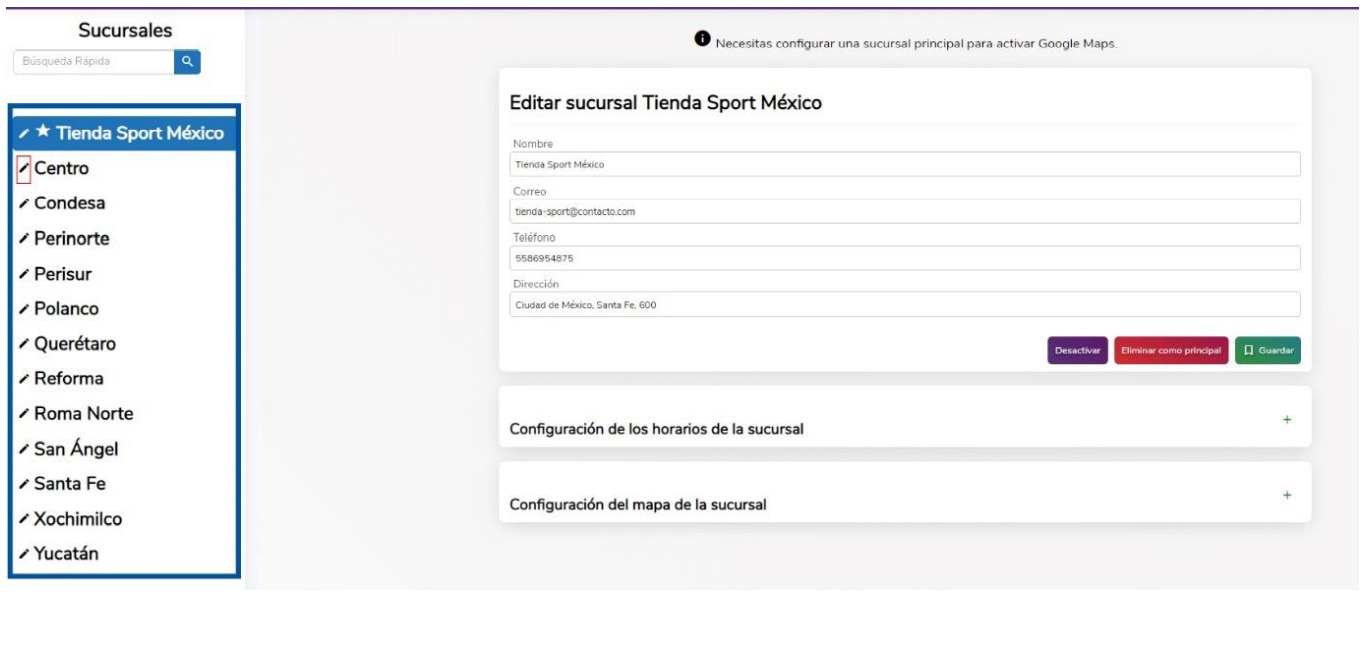 Sucursales
Búsqueda Rápida
Tienda Sport México
Centro
Condesa
Perinorte
Perisur
Polanco
Querétaro
Reforma
Roma Norte
San Ángel
Santa Fe
Xochimilco
Yucatán
Necesitas configurar una sucursal principal para activar Google Maps.
Editar sucursal Tienda Sport México
Nombre
Tienda Sport México
Correo
tienda-sport@contacto.com
Teléfono
5586954875
Dirección
Ciudad de México, Santa Fe, 600
Desactivar Eliminar como principal Guardar
Configuración de los horarios de la sucursal +
Configuración del mapa de la sucursal +